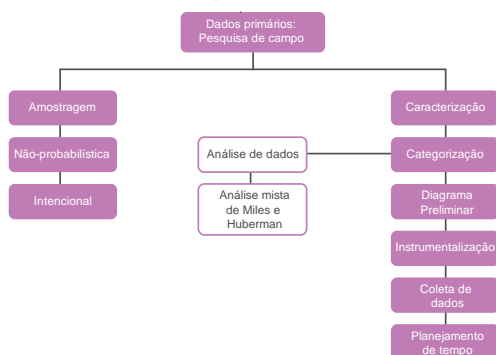 Dados primários:
Pesquisa de campo
Amostragem
Caracterização
Não-probabilística
Análise de dados
Categorização
Intencional
Análise mista
de Miles e
Huberman
Diagrama
Preliminar
Instrumentalização
Coleta de
dados
Planejamento
de tempo